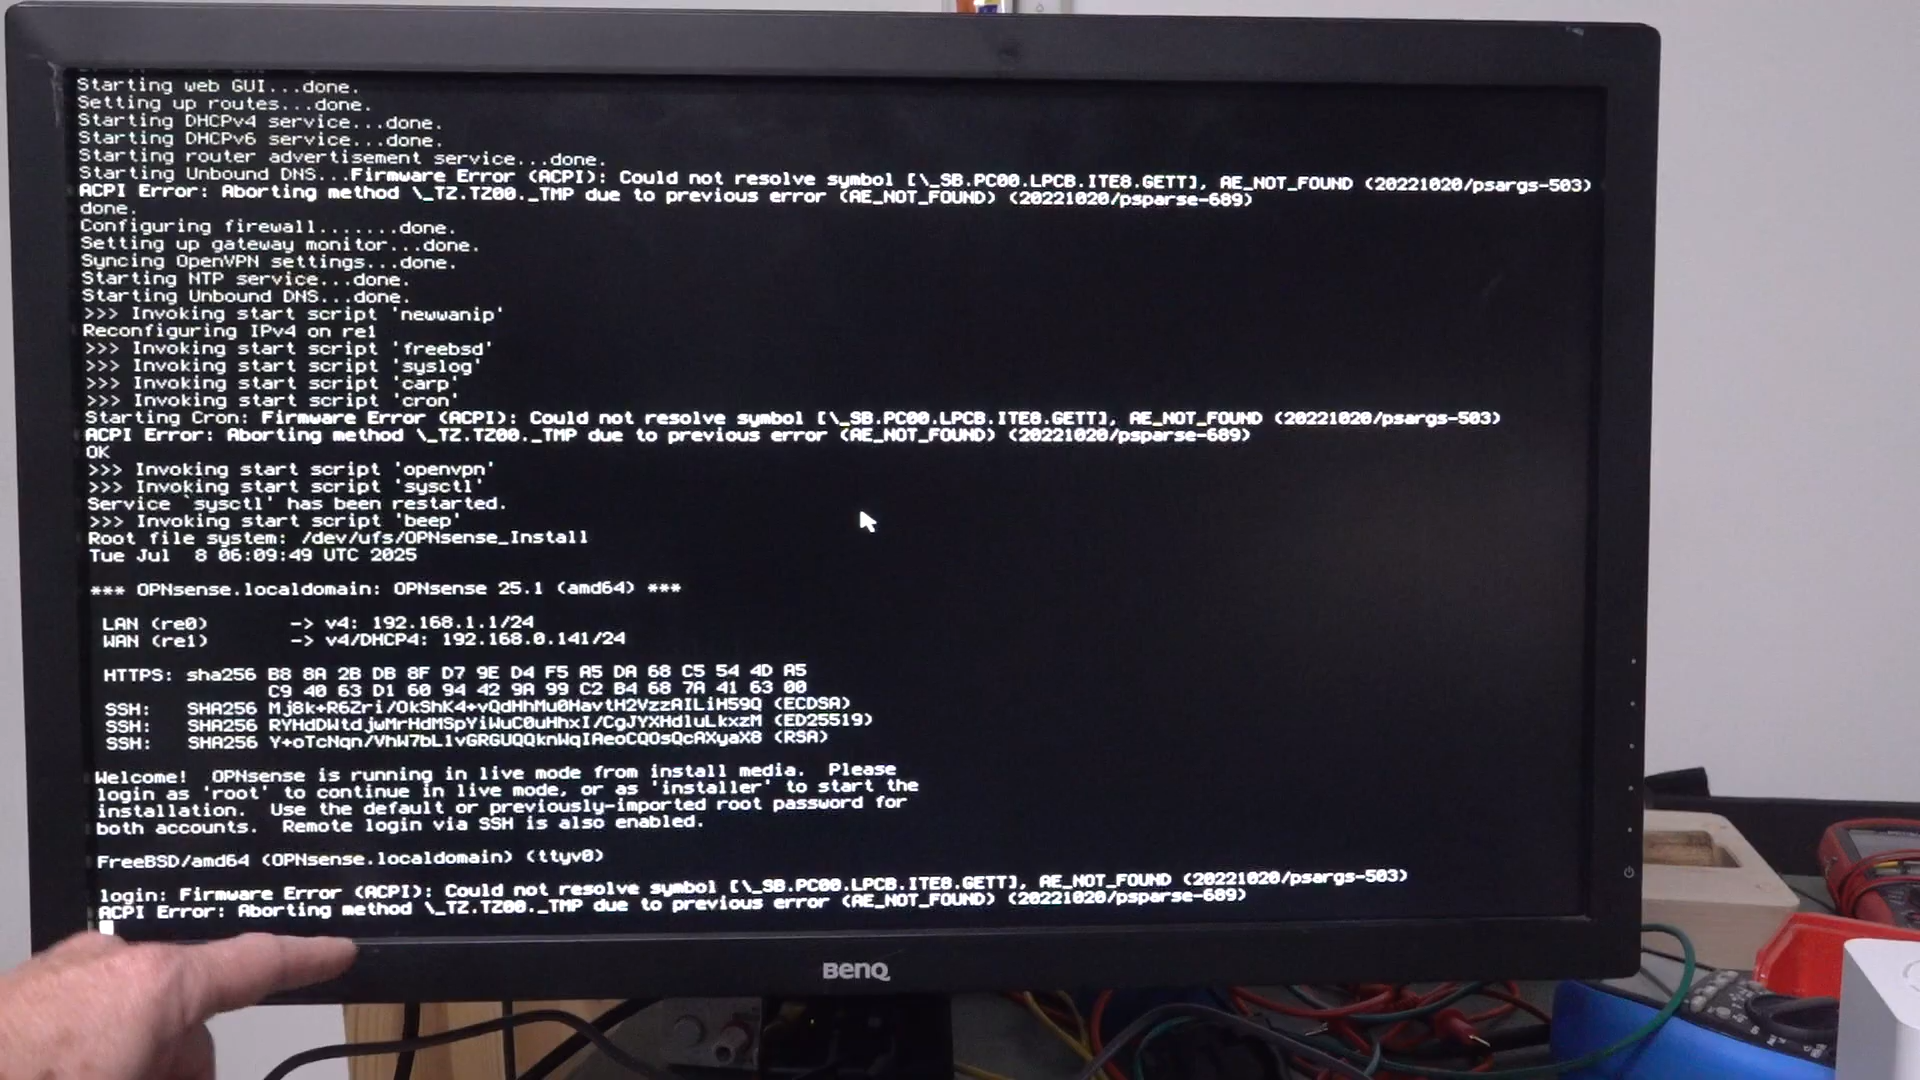 Starting web GUI...done.
Setting up routes...done.
Starting DHCPv4 service...done.
Starting DHCPv6 service...done.
Starting router advertisement service...done.
Starting Unbound DNS...Firmware Error (ACPI): Could not resolve symbol [\_SB.PC00.LPCB.ITE8.GETT], AE_NOT_FOUND (20221020/psargs-503)
ACPI Error: Aborting method \_TZ.TZ00._TMP due to previous error (AE_NOT_FOUND) (20221020/psparse-689)
done.
Configuring firewall.......done.
Setting up gateway monitor...done.
Syncing OpenVPN settings...done.
Starting NTP service...done.
Starting Unbound DNS...done.
>>> Invoking start script 'newwanip'
Reconfiguring IPv4 on re1
>>> Invoking start script 'freebsd'
>>> Invoking start script 'syslog'
>>> Invoking start script 'carp'
>>> Invoking start script 'cron'
Starting Cron: Firmware Error (ACPI): Could not resolve symbol [\_SB.PC00.LPCB.ITE8.GETT], AE_NOT_FOUND (20221020/psargs-503)
ACPI Error: Aborting method \_TZ.TZ00._TMP due to previous error (AE_NOT_FOUND) (20221020/psparse-689)
OK
>>> Invoking start script 'openvpn'
>>> Invoking start script 'sysctl'
Service `sysctl' has been restarted.
>>> Invoking start script 'beep'
Root file system: /dev/ufs/OPNsense_Install
Tue Jul  8 06:09:49 UTC 2025
*** OPNsense.localdomain: OPNsense 25.1 (amd64) ***
LAN (re0)       -> v4: 192.168.1.1/24
WAN (re1)       -> v4/DHCP4: 192.168.0.141/24
HTTPS: sha256 B8 8A 2B DB 8F D7 9E D4 F5 A5 DA 68 C5 54 4D A5
C9 40 63 D1 60 94 42 9A 99 C2 B4 68 7A 41 63 00
SSH:   SHA256 Mj8k+R6Zri/OkShK4+vQdHhMu0HavtH2VzzAILiH59Q (ECDSA)
SSH:   SHA256 RYHdDWtdjwMrHdMSpYiWuC0uHhxI/CgJYXHdluLkxzM (ED25519)
SSH:   SHA256 Y+oTcNqn/VhW7bL1vGRGUQQknWqIAeoCQOsQcAXyaX8 (RSA)
Welcome!  OPNsense is running in live mode from install media.  Please
login as 'root' to continue in live mode, or as 'installer' to start the
installation.  Use the default or previously-imported root password for
both accounts.  Remote login via SSH is also enabled.
FreeBSD/amd64 (OPNsense.localdomain) (ttyv0)
login: Firmware Error (ACPI): Could not resolve symbol [\_SB.PC00.LPCB.ITE8.GETT], AE_NOT_FOUND (20221020/psargs-503)
ACPI Error: Aborting method \_TZ.TZ00._TMP due to previous error (AE_NOT_FOUND) (20221020/psparse-689)
BenQ